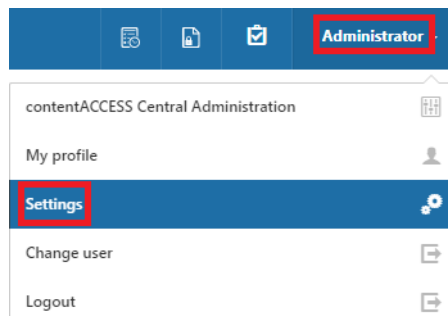 Administrator
contentACCESS Central Administration
My profile
Settings
Change user
Logout